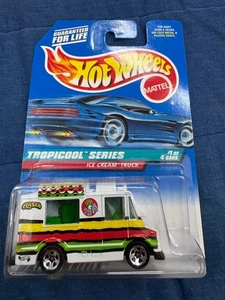 GUARANTEED
FOR LIFE
Hot Wheels
MATTEL
TROPICOOL SERIES
ICE CREAM TRUCK
#1 OF
4 CARS